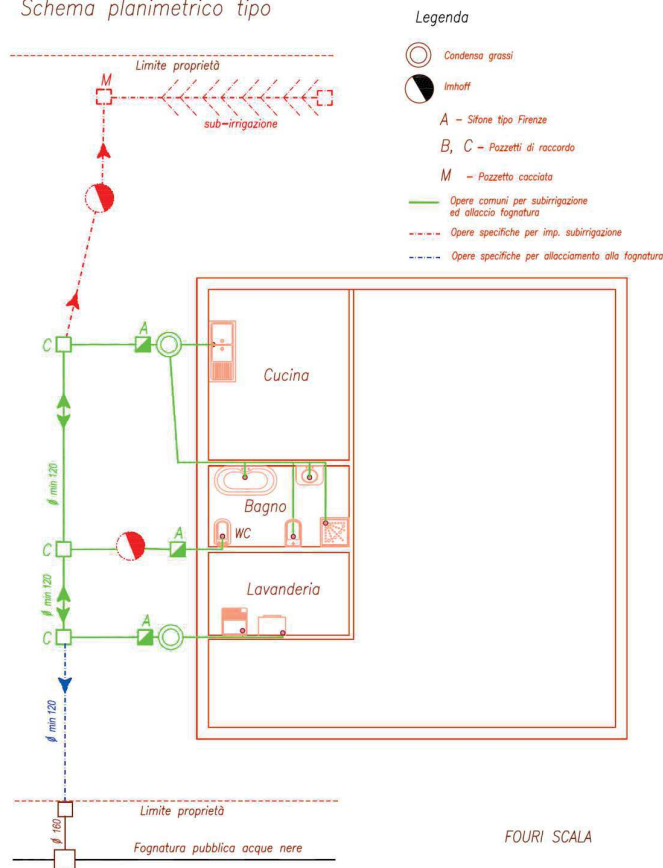 Schema planimetrico tipo
Legenda
Condensa grassi
Imhoff
A - Sifone tipo Firenze
B, C - Pozzetti di raccordo
M - Pozzetto cacciata
Opere comuni per subirrigazione
ed allaccio fognatura
Opere specifiche per imp. subirrigazione
Opere specifiche per allacciamento alla fognatura
Limite proprietà
M
sub-irrigazione
C
A
Cucina
ø min 120
Bagno
WC
C
A
ø min 120
Lavanderia
C
A
ø min 120
Limite proprietà
ø 160
Fognatura pubblica acque nere
FOURI SCALA